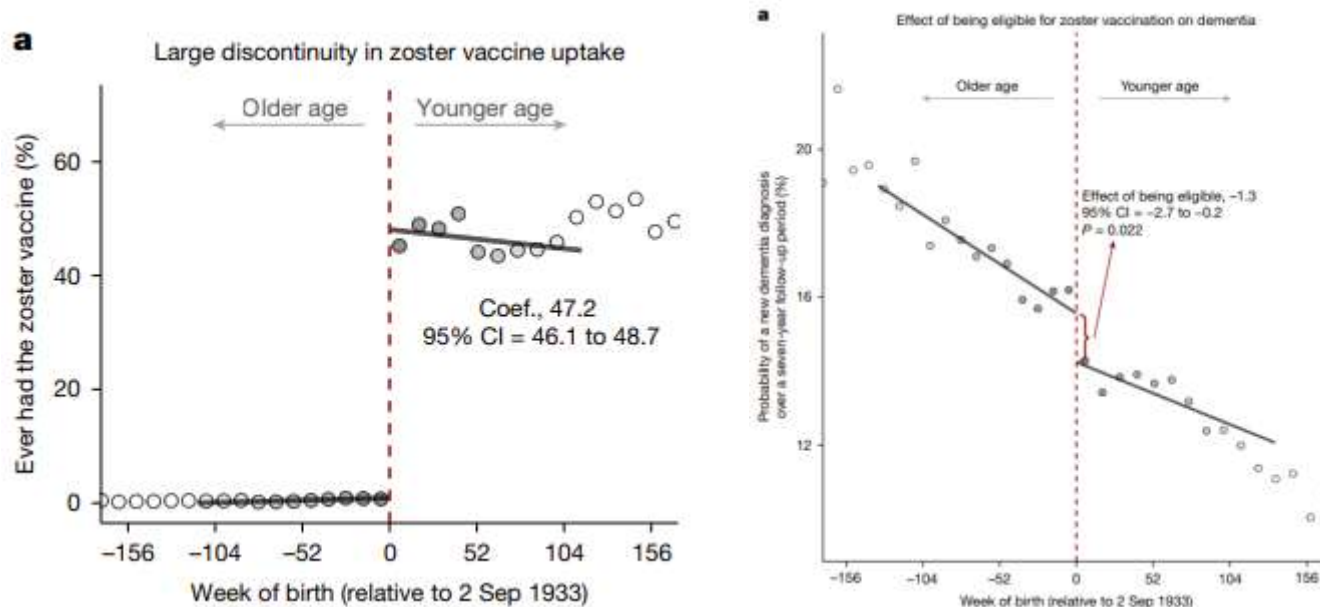 a
Large discontinuity in zoster vaccine uptake
Older age
Younger age
Ever had the zoster vaccine (%)
60
40
20
0
Coef., 47.2
95% CI = 46.1 to 48.7
−156
−104
−52
0
52
104
156
Week of birth (relative to 2 Sep 1933)
a
Effect of being eligible for zoster vaccination on dementia
Older age
Younger age
Probability of a new dementia diagnosis
over a seven-year follow-up period (%)
20
16
12
Effect of being eligible, −1.3
95% CI = −2.7 to −0.2
P = 0.022
−156
−104
−52
0
52
104
156
Week of birth (relative to 2 Sep 1933)